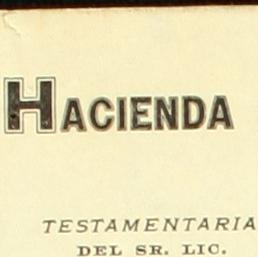 HACIENDA
TESTAMENTARIA
DEL SR. LIC.